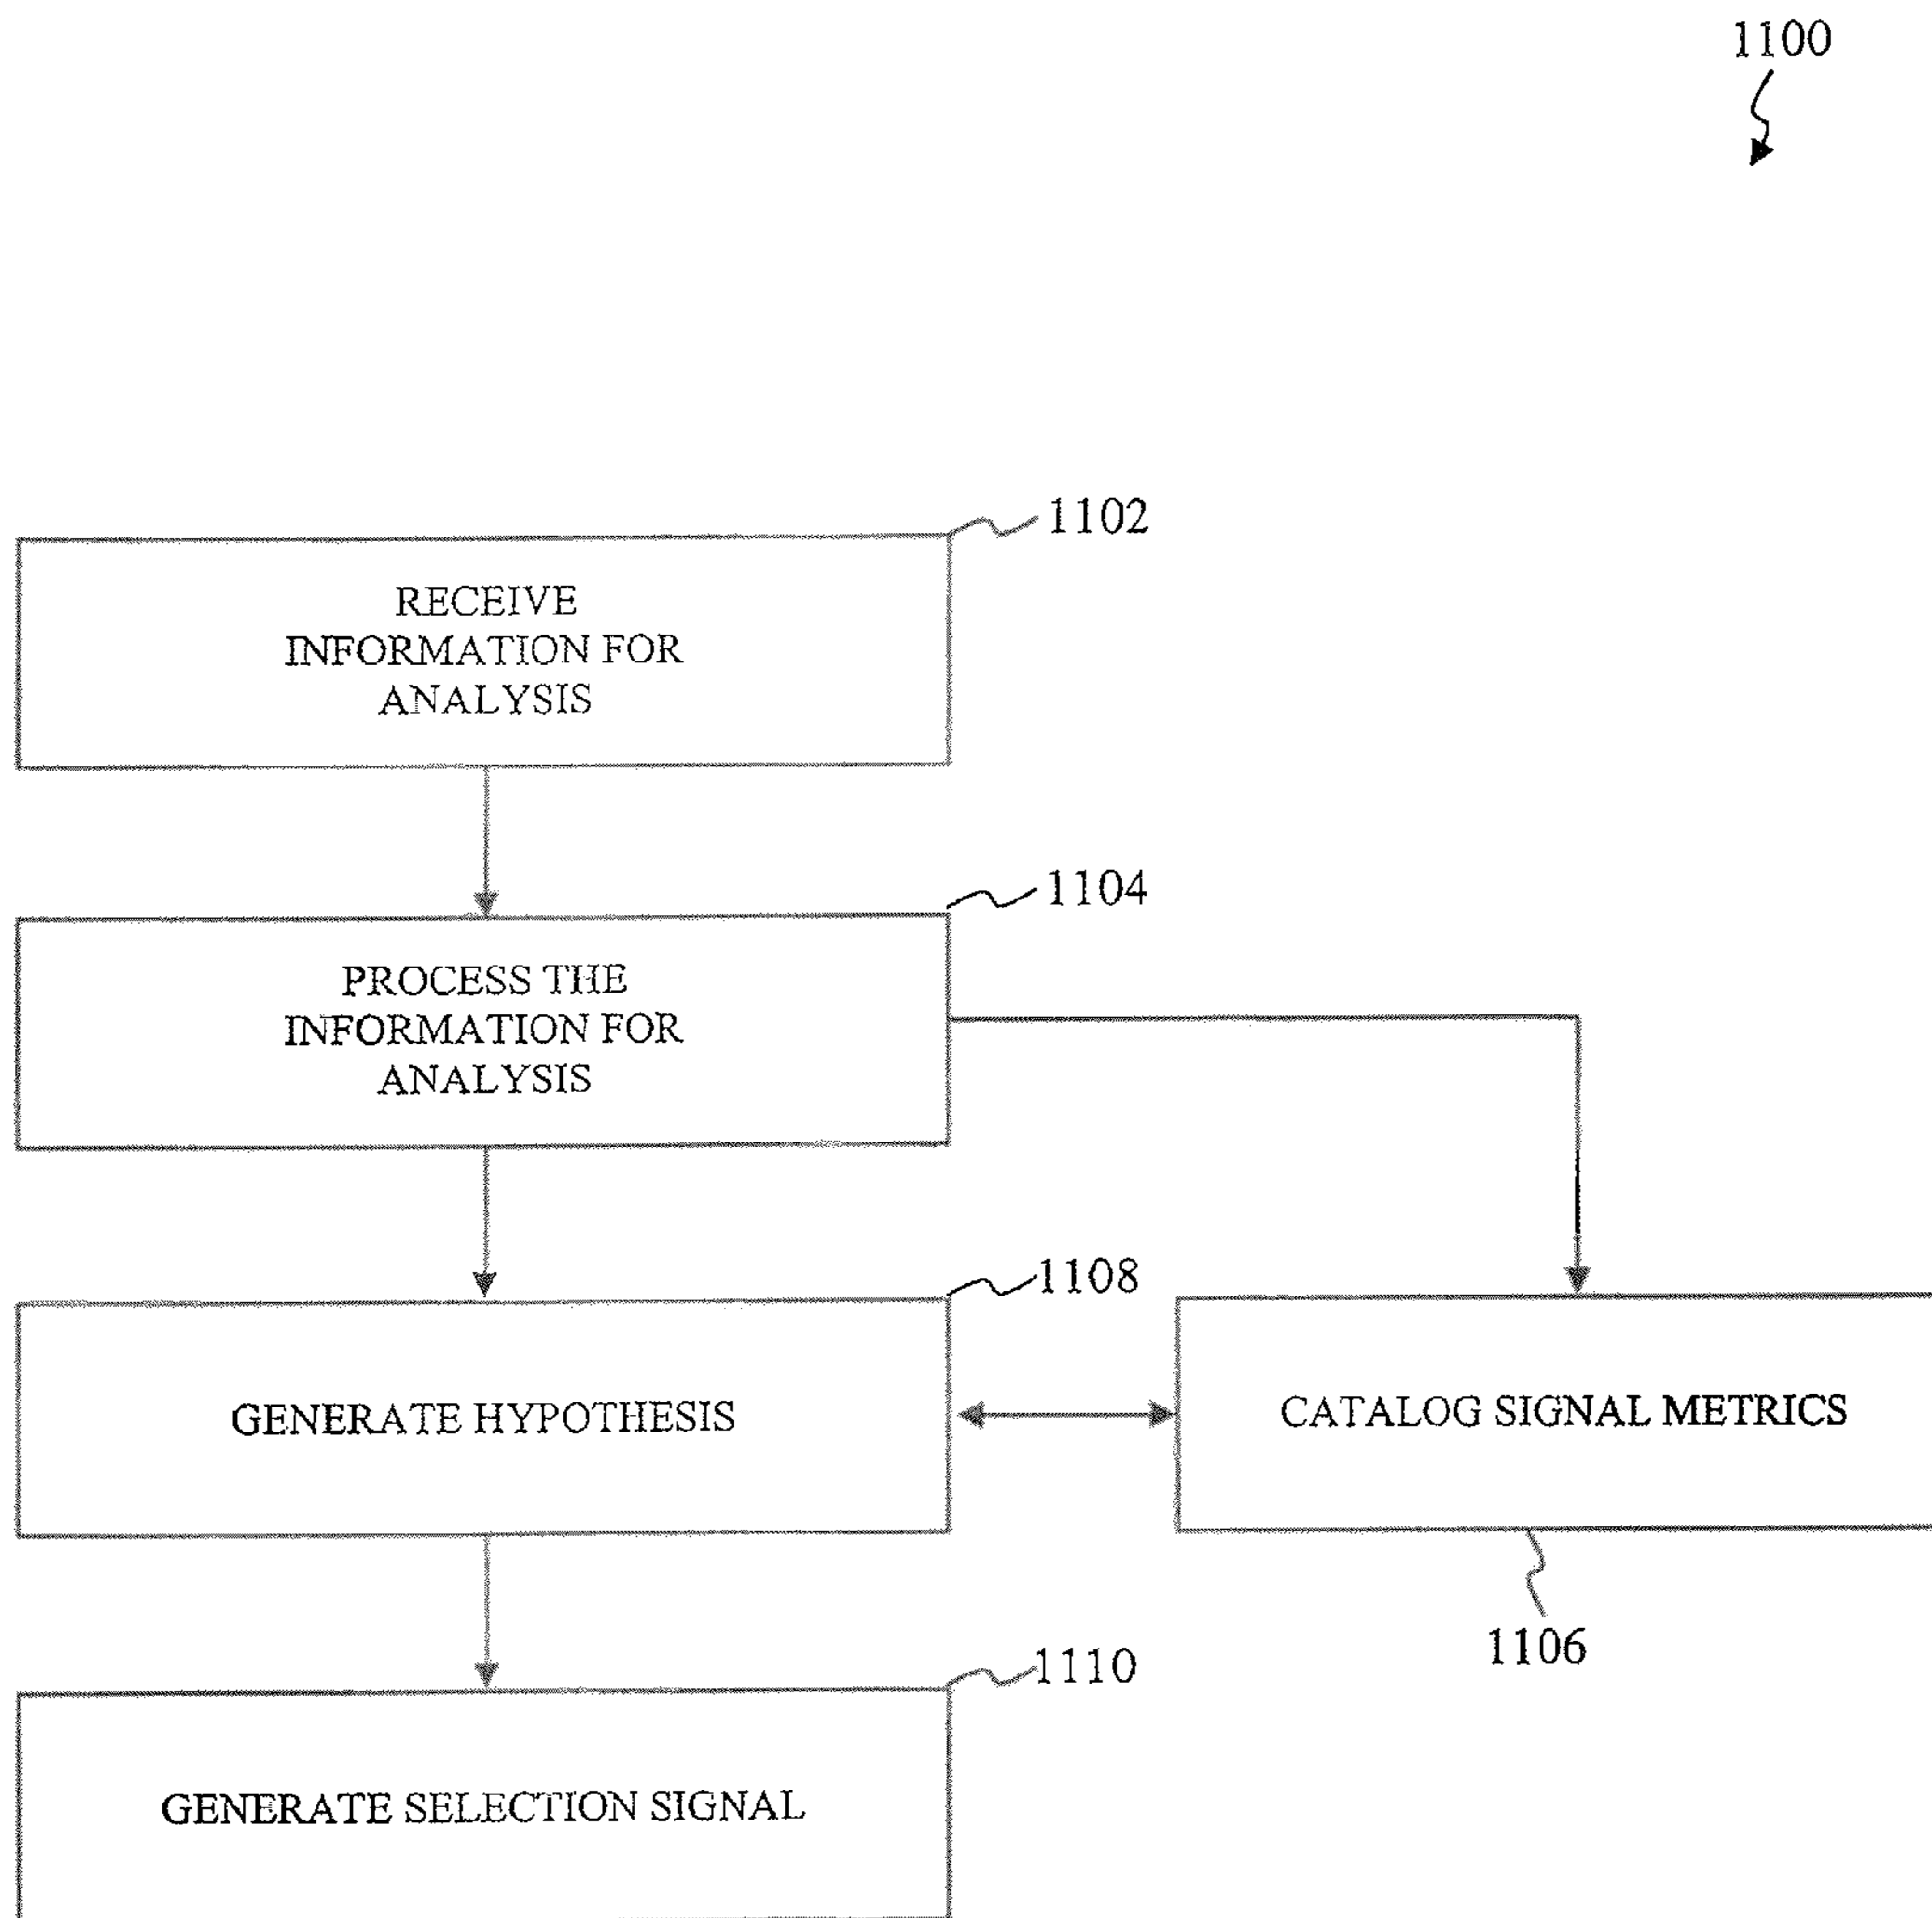 1100
1102
RECEIVE
INFORMATION FOR
ANALYSIS
1104
PROCESS THE
INFORMATION FOR
ANALYSIS
1108
GENERATE HYPOTHESIS
CATALOG SIGNAL METRICS
1106
1110
GENERATE SELECTION SIGNAL